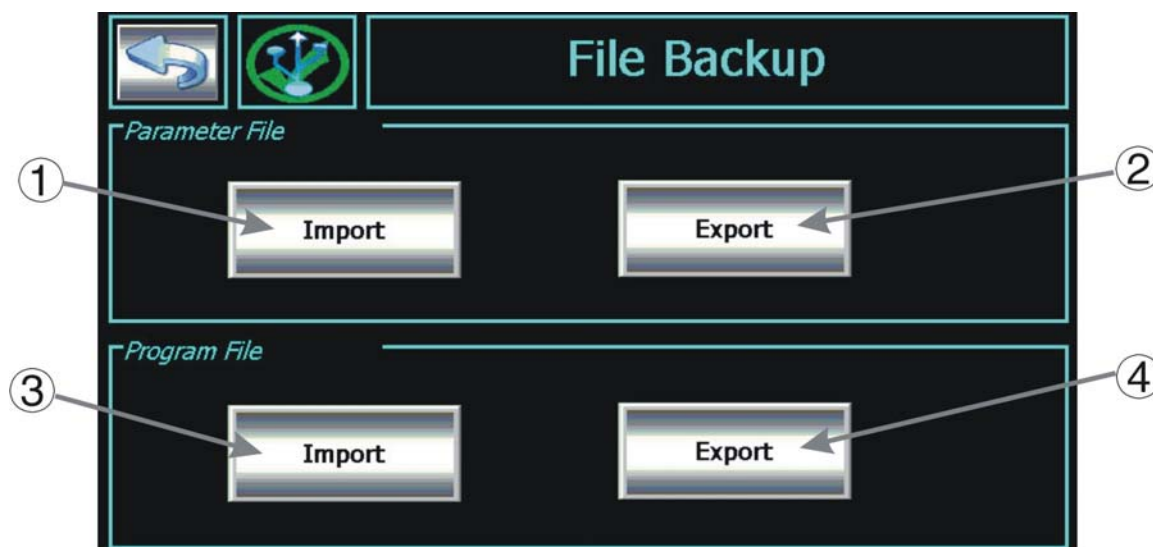 File Backup
Parameter File
① Import Export ②
Program File
③ Import Export ④